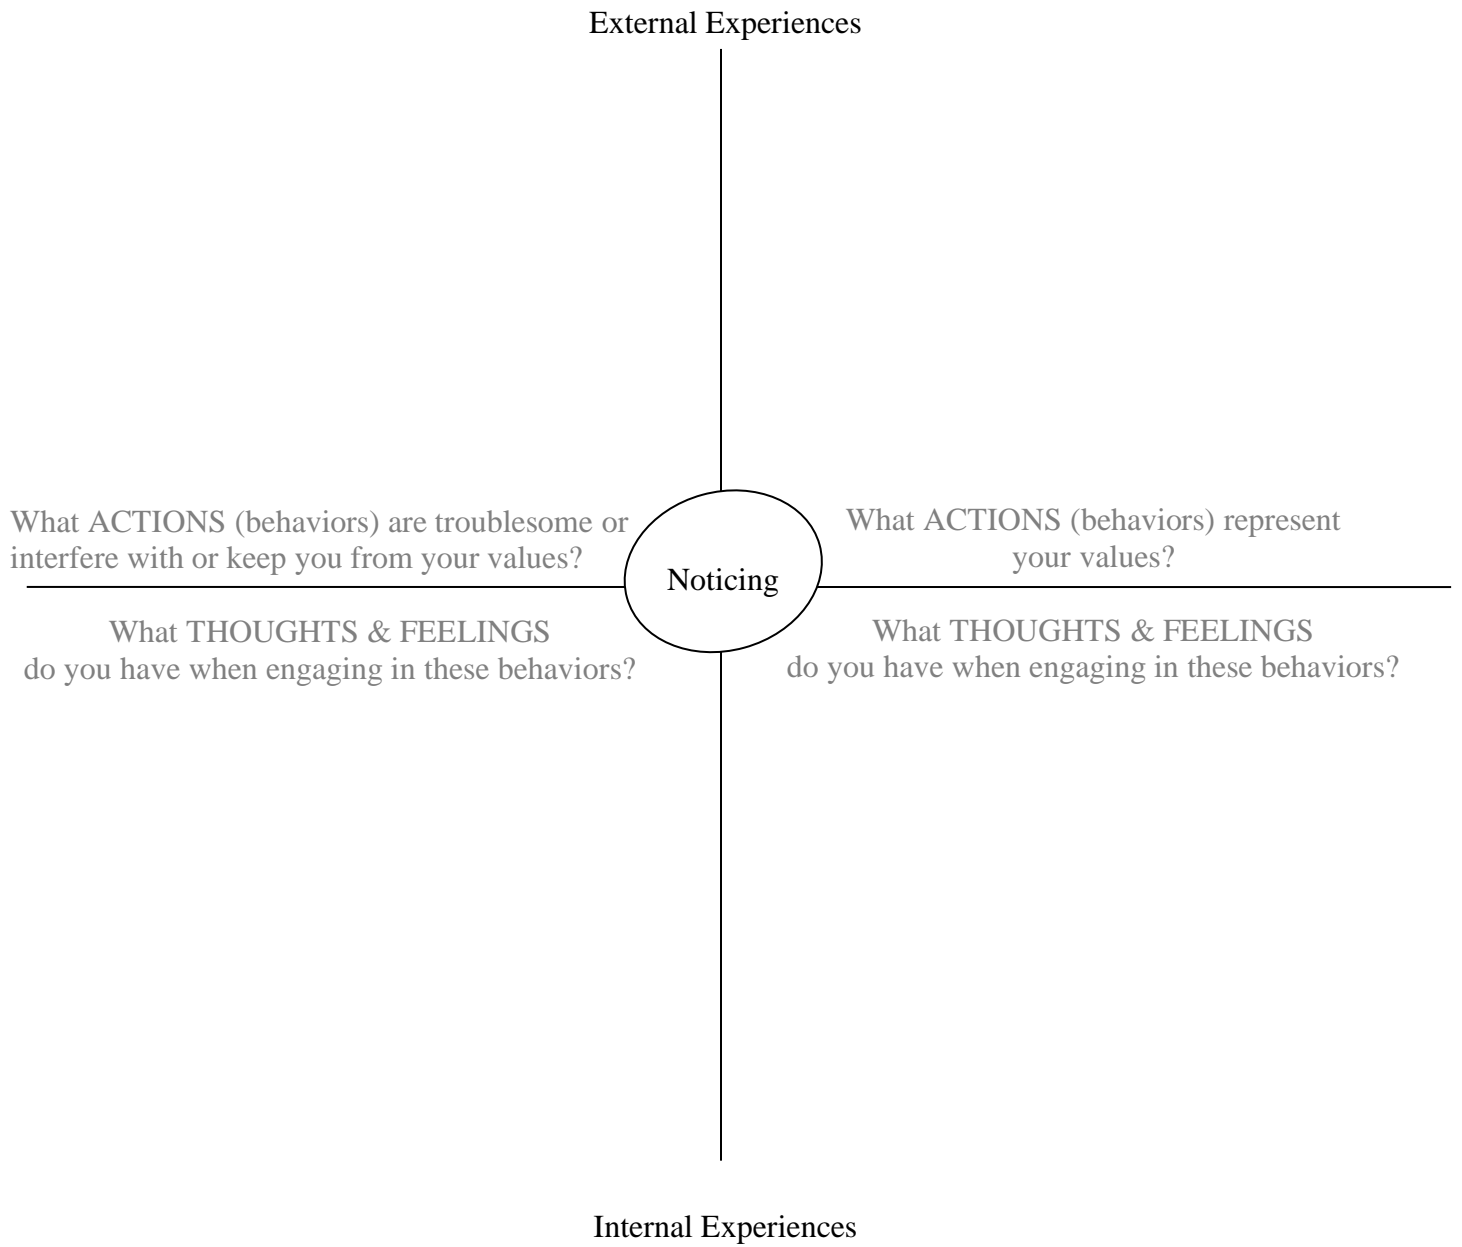 External Experiences
What ACTIONS (behaviors) are troublesome or
interfere with or keep you from your values?
What ACTIONS (behaviors) represent
your values?
Noticing
What THOUGHTS & FEELINGS
do you have when engaging in these behaviors?
What THOUGHTS & FEELINGS
do you have when engaging in these behaviors?
Internal Experiences